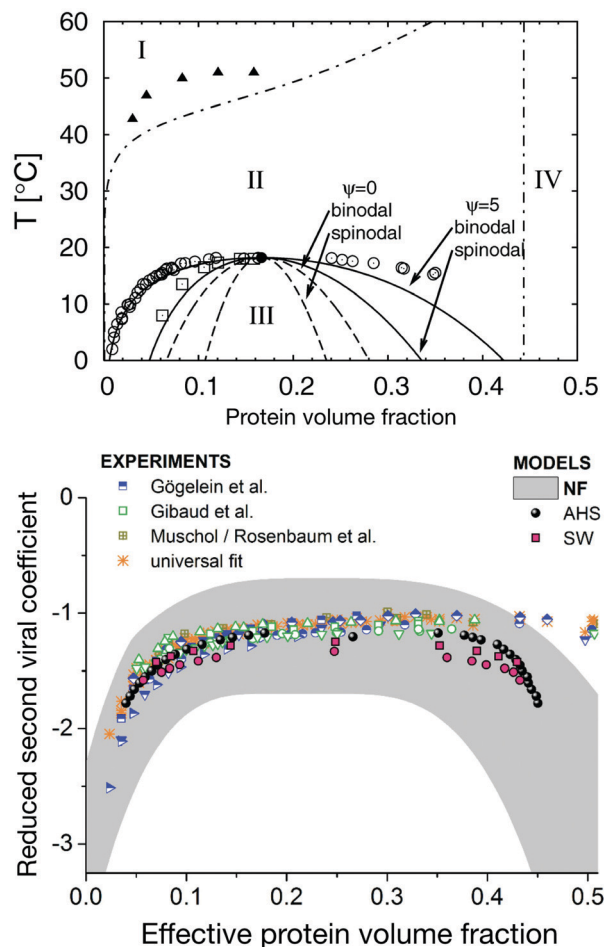 60
50
40
30
20
10
0
T [°C]
I
II
III
IV
ψ=0
binodal
spinodal
ψ=5
binodal
spinodal
0
0.1
0.2
0.3
0.4
0.5
Protein volume fraction
EXPERIMENTS
Gögelein et al.
Gibaud et al.
Muschol / Rosenbaum et al.
universal fit
MODELS
NF
AHS
SW
0
-1
-2
-3
Reduced second viral coefficient
0.0
0.1
0.2
0.3
0.4
0.5
Effective protein volume fraction